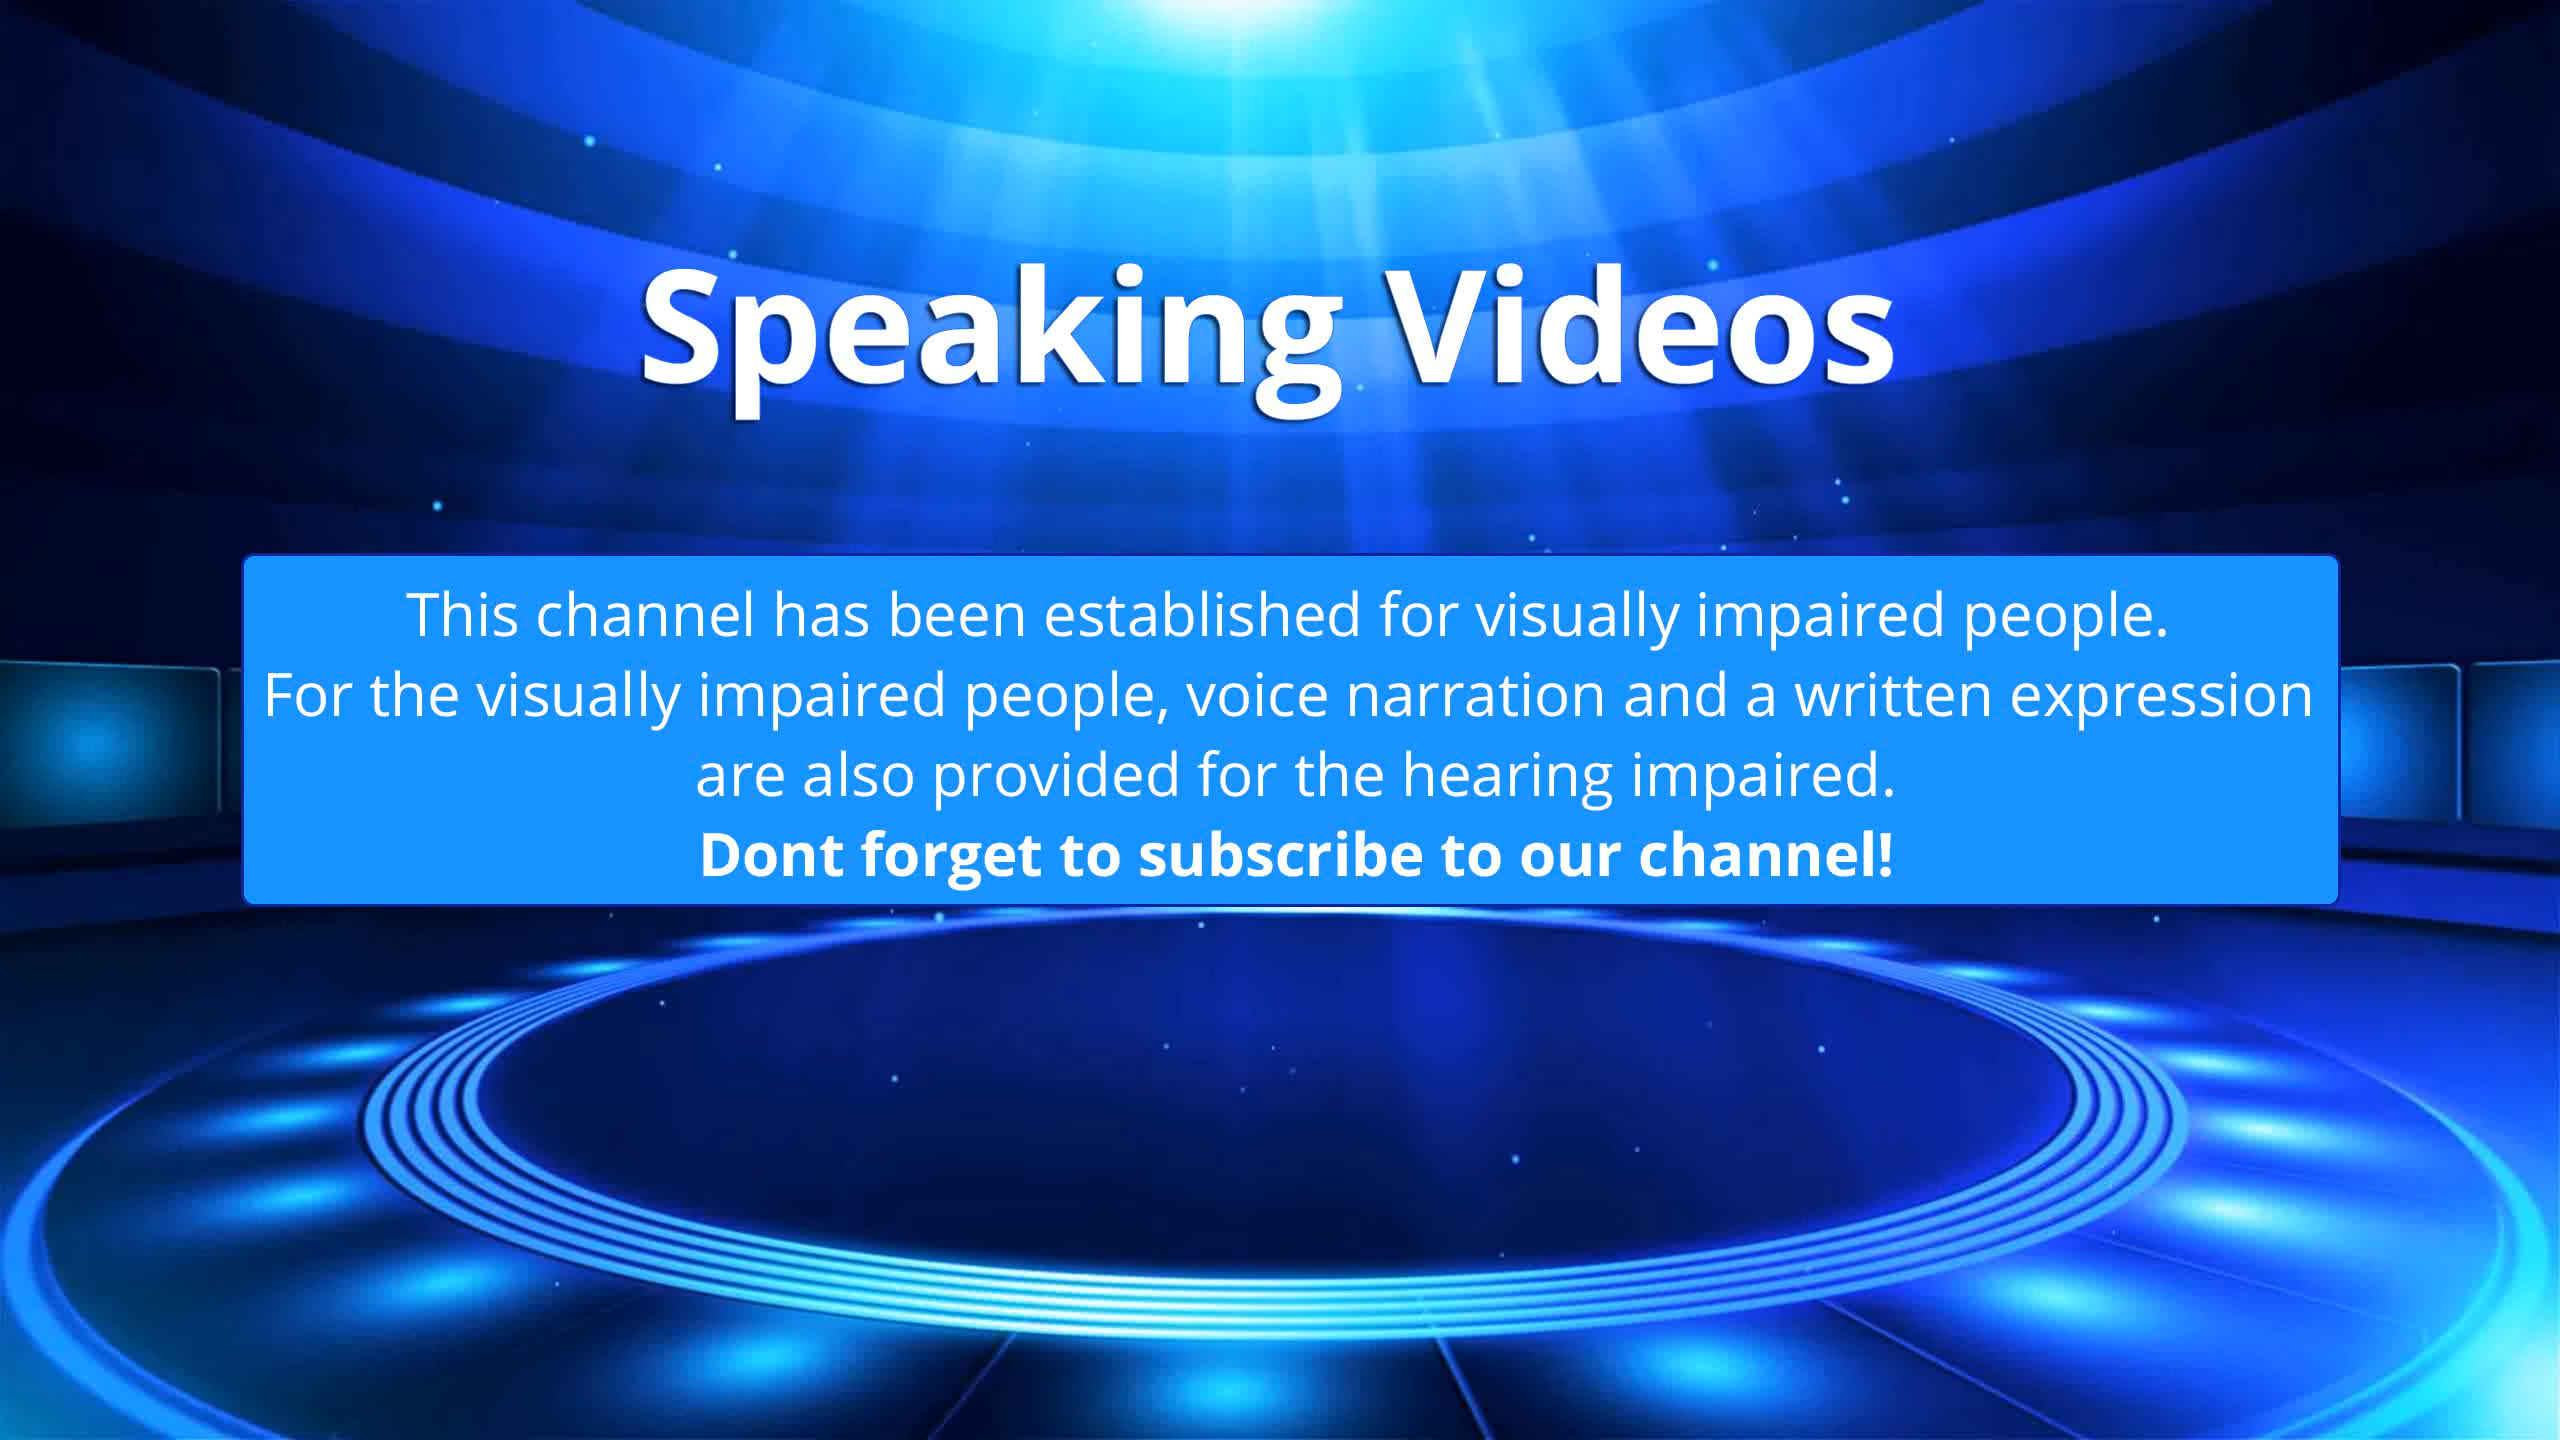 Speaking Videos
This channel has been established for visually impaired people.
For the visually impaired people, voice narration and a written expression
are also provided for the hearing impaired.
Dont forget to subscribe to our channel!